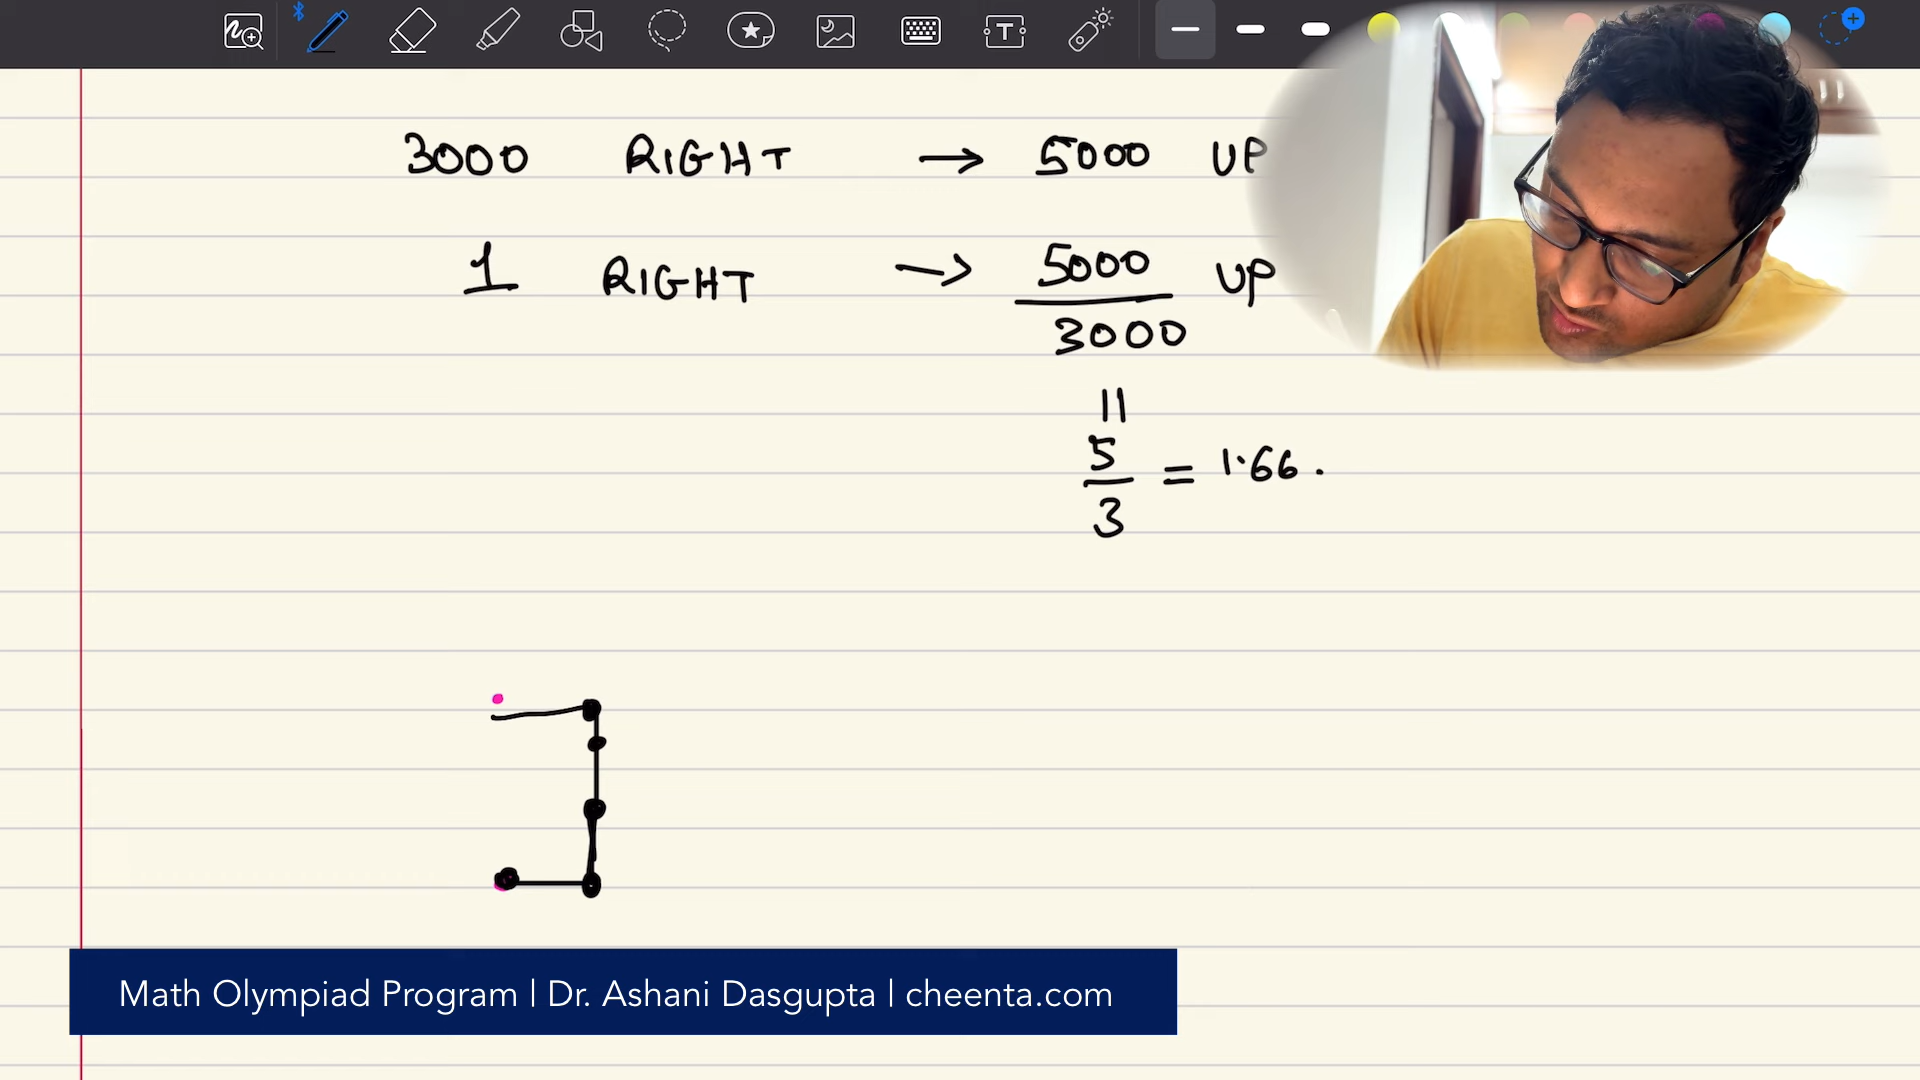 3000 RIGHT → 5000 UP
1 RIGHT → 5000 UP
3000
||
5 = 1.66.
3
Math Olympiad Program | Dr. Ashani Dasgupta | cheenta.com